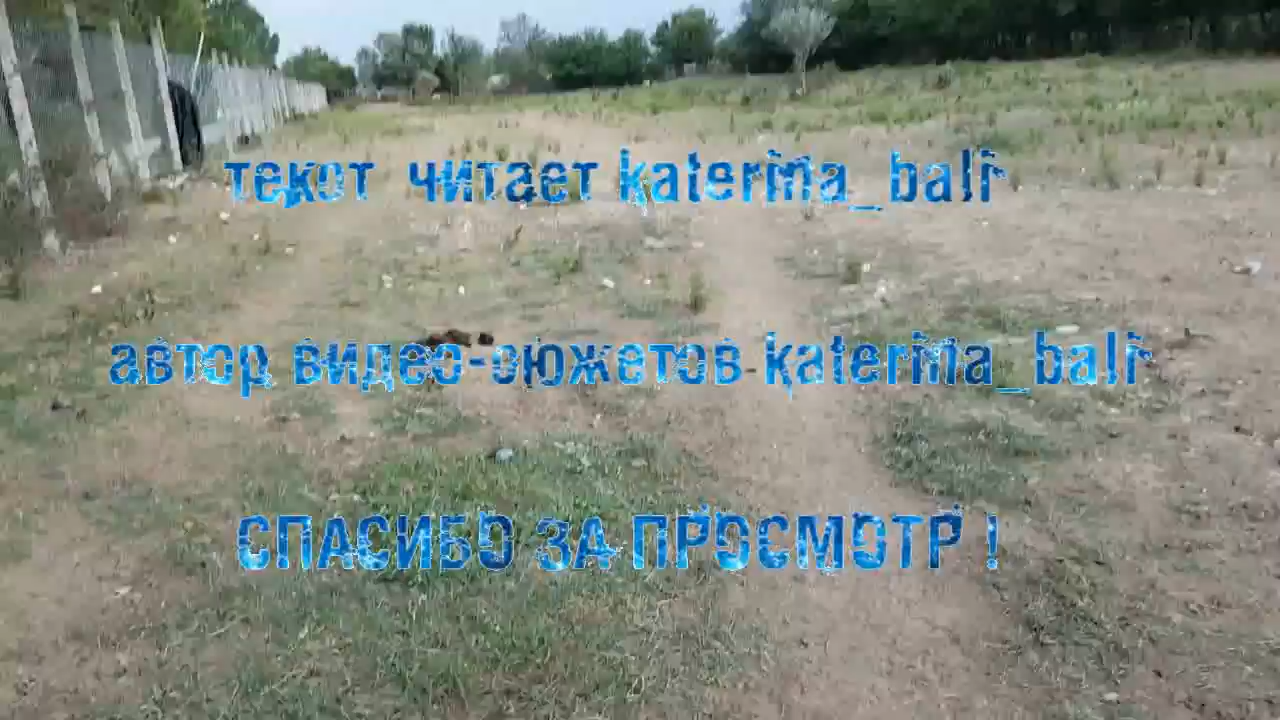 текст читает katerina_bali
автор видео-сюжетов katerina_bali
СПАСИБО ЗА ПРОСМОТР !